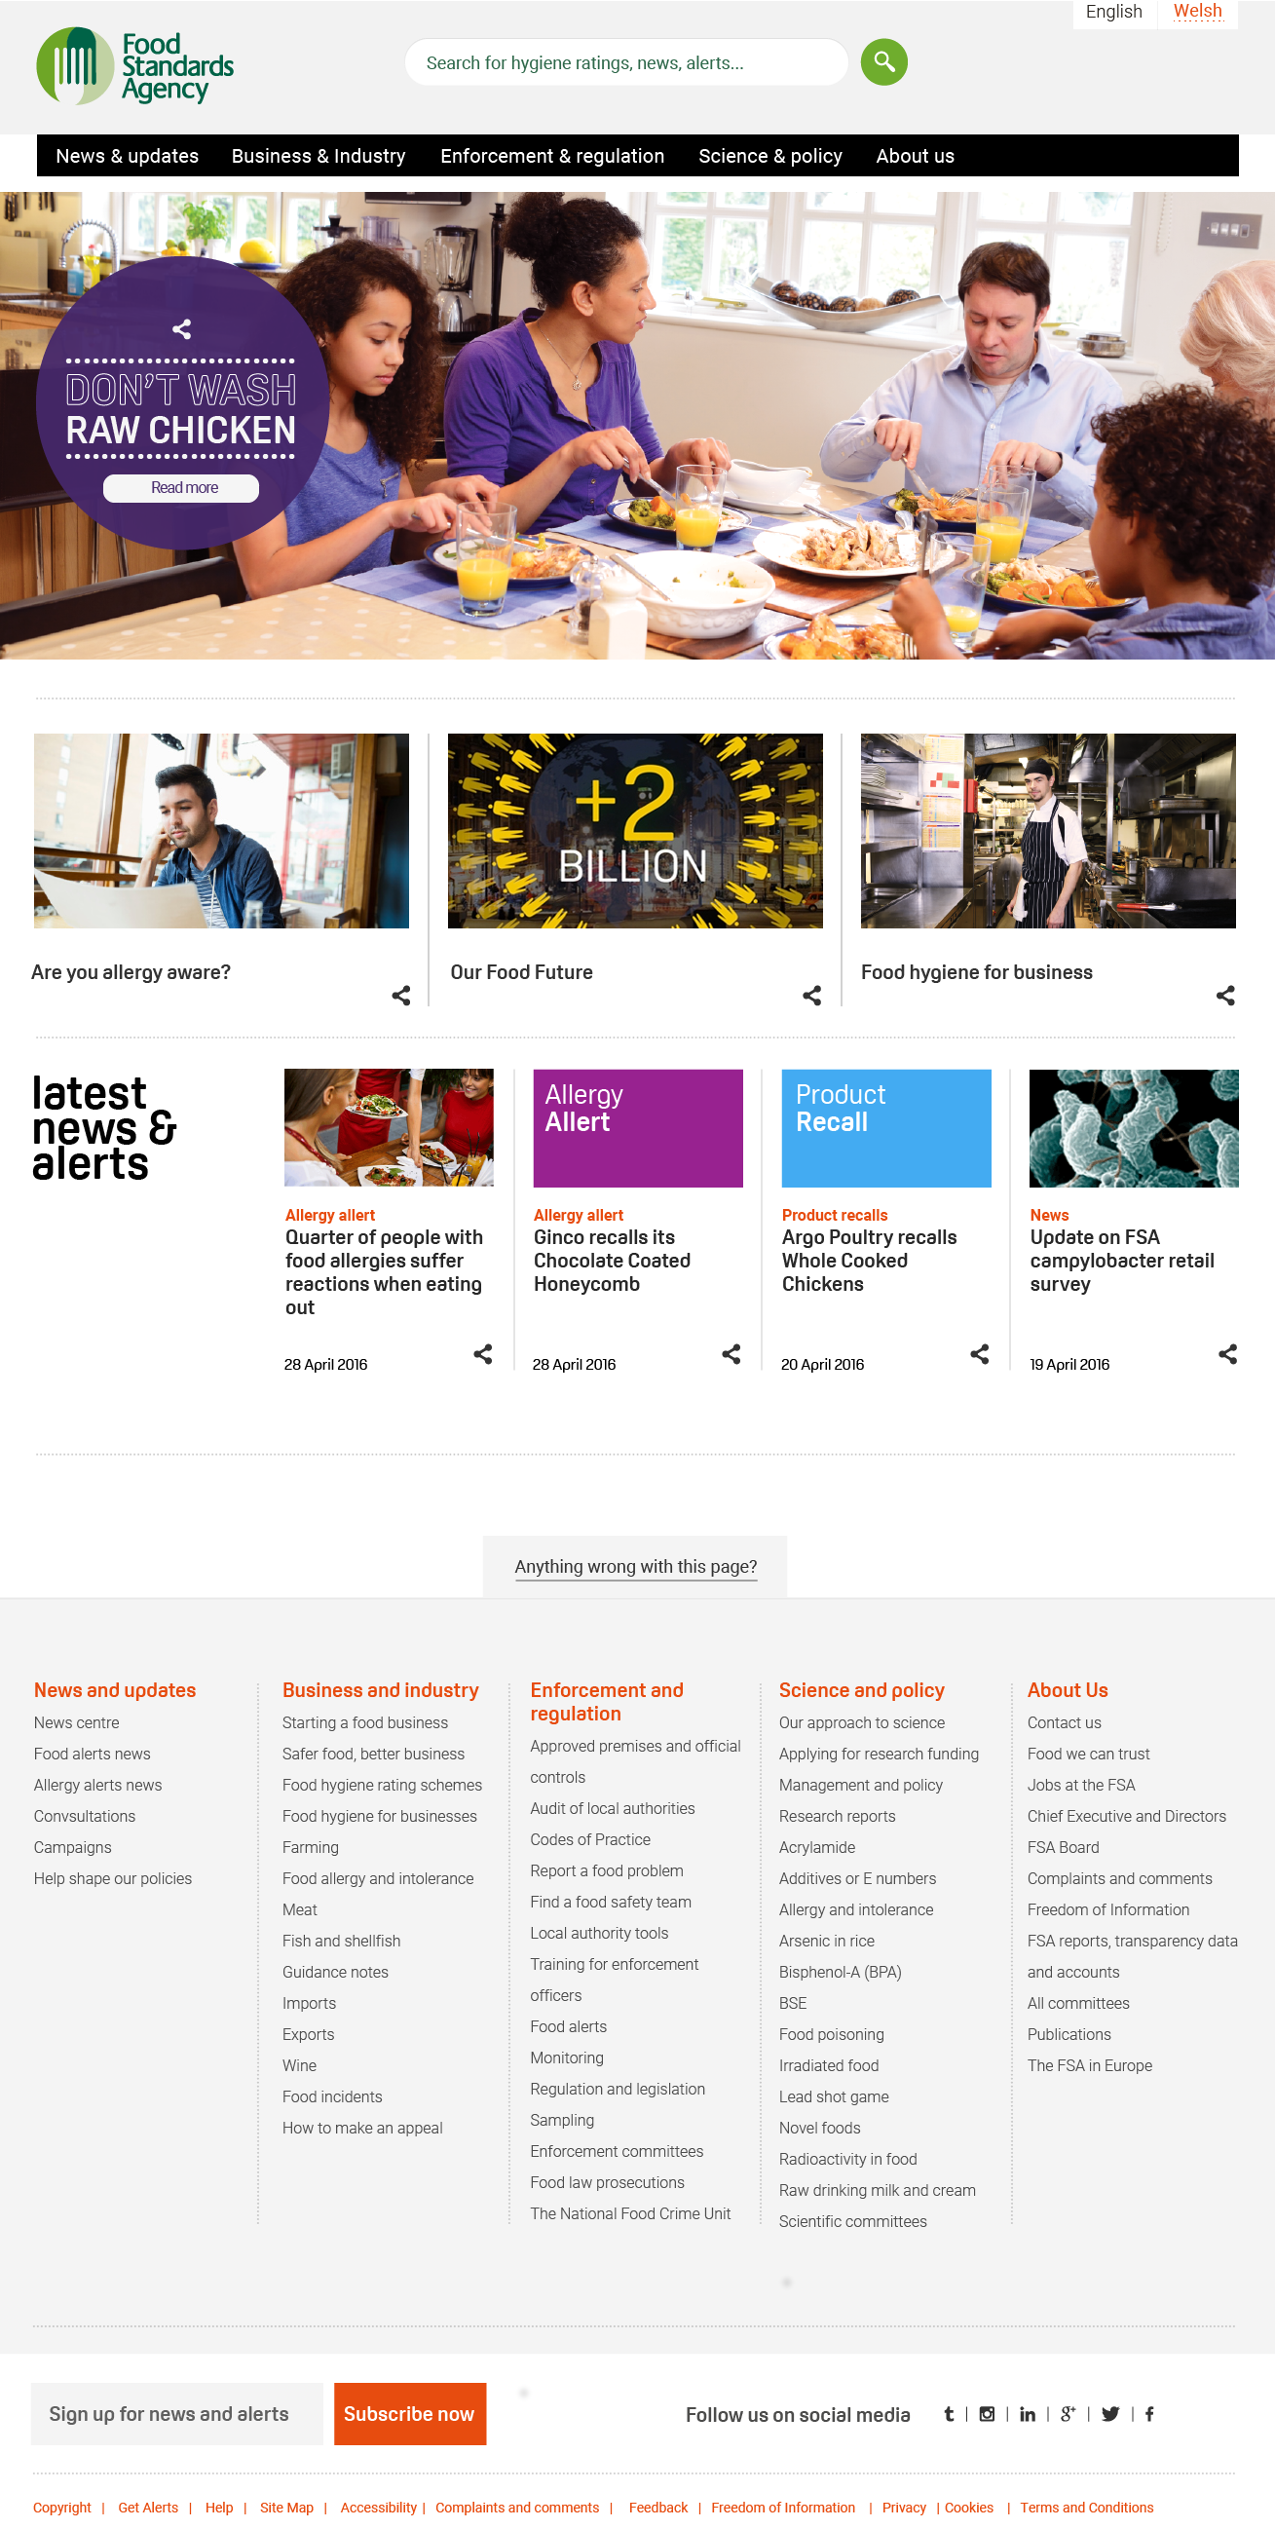 English
Welsh
Food
Standards
Agency
Search for hygiene ratings, news, alerts...
News & updates
Business & Industry
Enforcement & regulation
Science & policy
About us
DON'T WASH
RAW CHICKEN
Read more
+2
BILLION
Are you allergy aware?
Our Food Future
Food hygiene for business
latest
news &
alerts
Allergy allert
Quarter of people with
food allergies suffer
reactions when eating
out
28 April 2016
Allergy
Allert
Allergy allert
Ginco recalls its
Chocolate Coated
Honeycomb
28 April 2016
Product
Recall
Product recalls
Argo Poultry recalls
Whole Cooked
Chickens
20 April 2016
News
Update on FSA
campylobacter retail
survey
19 April 2016
Anything wrong with this page?
News and updates
News centre
Food alerts news
Allergy alerts news
Convsultations
Campaigns
Help shape our policies
Business and industry
Starting a food business
Safer food, better business
Food hygiene rating schemes
Food hygiene for businesses
Farming
Food allergy and intolerance
Meat
Fish and shellfish
Guidance notes
Imports
Exports
Wine
Food incidents
How to make an appeal
Enforcement and
regulation
Approved premises and official
controls
Audit of local authorities
Codes of Practice
Report a food problem
Find a food safety team
Local authority tools
Training for enforcement
officers
Food alerts
Monitoring
Regulation and legislation
Sampling
Enforcement committees
Food law prosecutions
The National Food Crime Unit
Science and policy
Our approach to science
Applying for research funding
Management and policy
Research reports
Acrylamide
Additives or E numbers
Allergy and intolerance
Arsenic in rice
Bisphenol-A (BPA)
BSE
Food poisoning
Irradiated food
Lead shot game
Novel foods
Radioactivity in food
Raw drinking milk and cream
Scientific committees
About Us
Contact us
Food we can trust
Jobs at the FSA
Chief Executive and Directors
FSA Board
Complaints and comments
Freedom of Information
FSA reports, transparency data
and accounts
All committees
Publications
The FSA in Europe
Sign up for news and alerts
Subscribe now
Follow us on social media
Copyright | Get Alerts | Help | Site Map | Accessibility | Complaints and comments | Feedback | Freedom of Information | Privacy | Cookies | Terms and Conditions